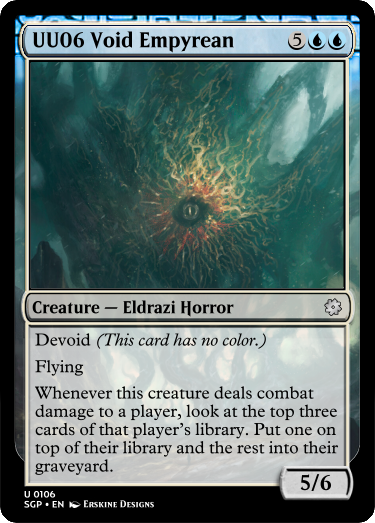 UU06 Void Empyrean 5
Creature — Eldrazi Horror
Devoid (This card has no color.)
Flying
Whenever this creature deals combat
damage to a player, look at the top three
cards of that player's library. Put one on
top of their library and the rest into their
graveyard.
5/6
U 0106
SGP • EN Erskine Designs